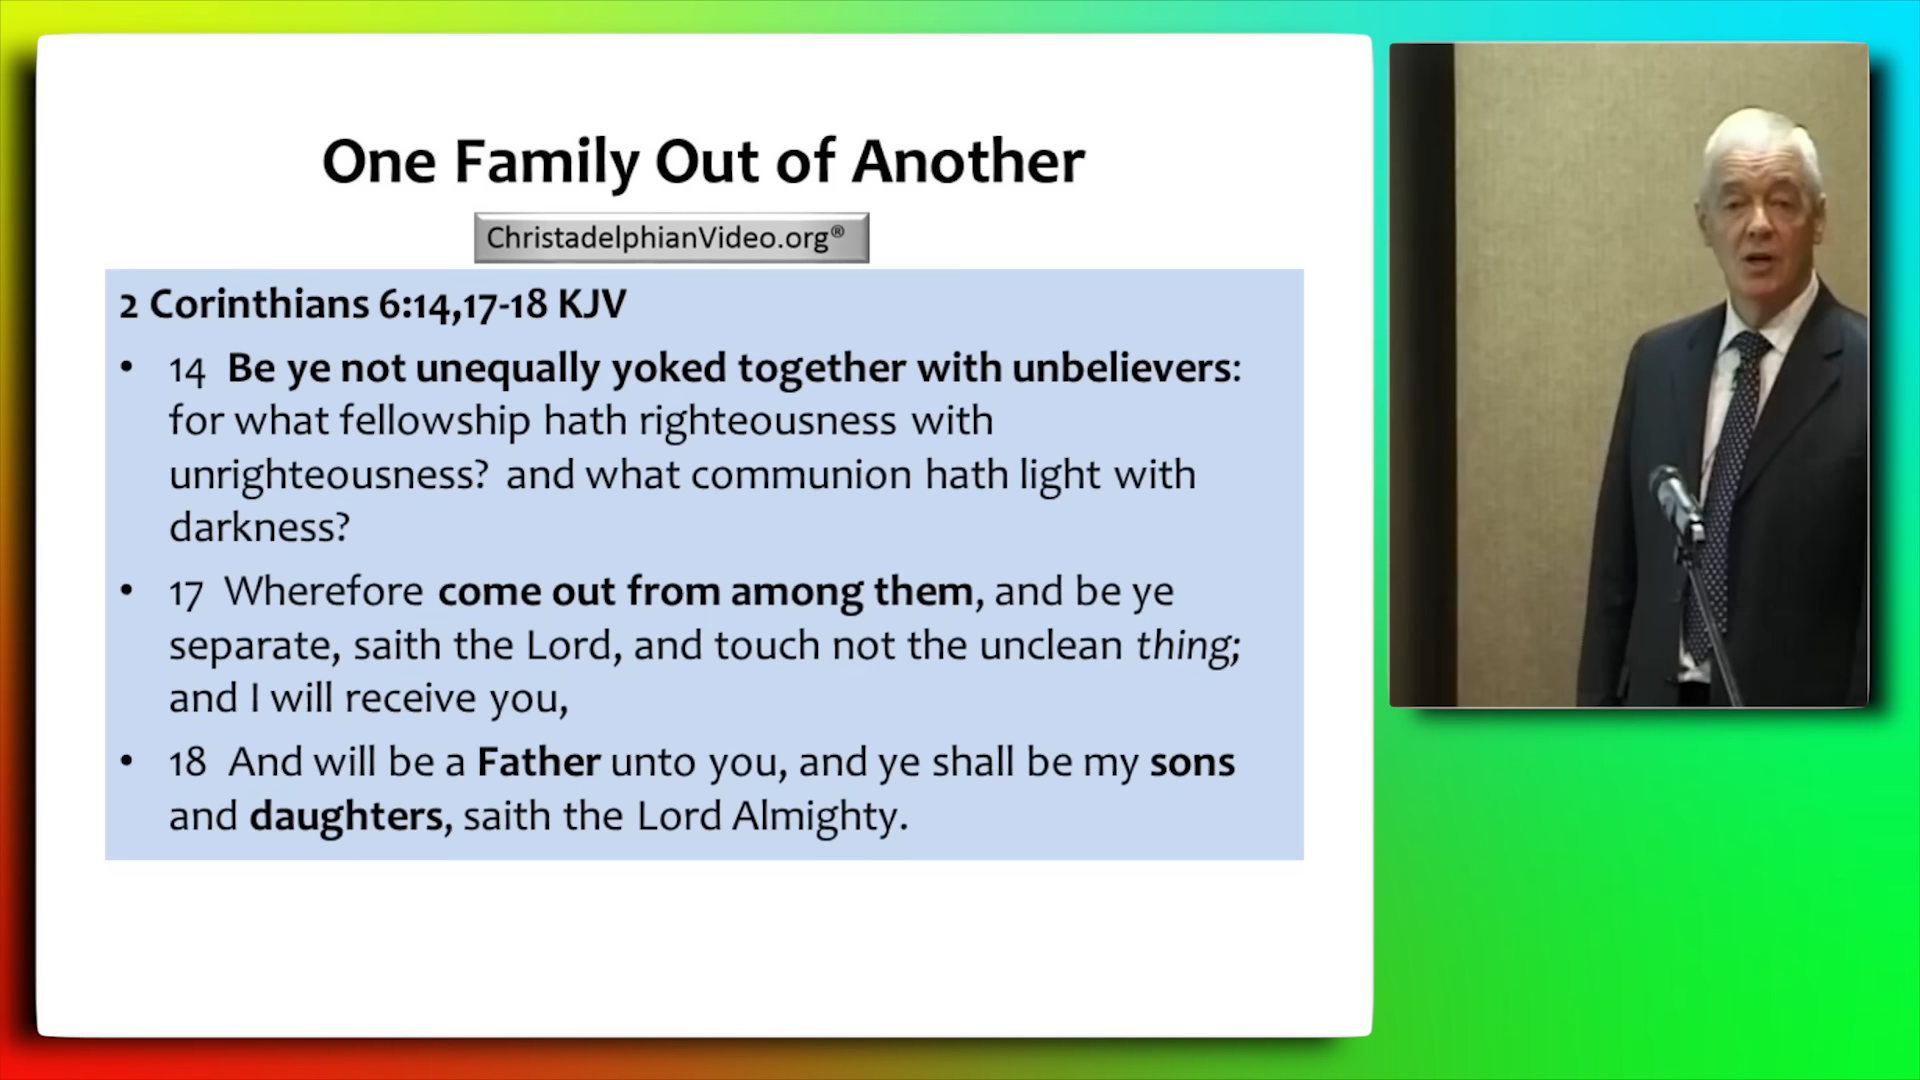 One Family Out of Another
ChristadelphianVideo.org®
2 Corinthians 6:14,17-18 KJV
• 14 Be ye not unequally yoked together with unbelievers:
for what fellowship hath righteousness with
unrighteousness? and what communion hath light with
darkness?
• 17 Wherefore come out from among them, and be ye
separate, saith the Lord, and touch not the unclean thing;
and I will receive you,
• 18 And will be a Father unto you, and ye shall be my sons
and daughters, saith the Lord Almighty.